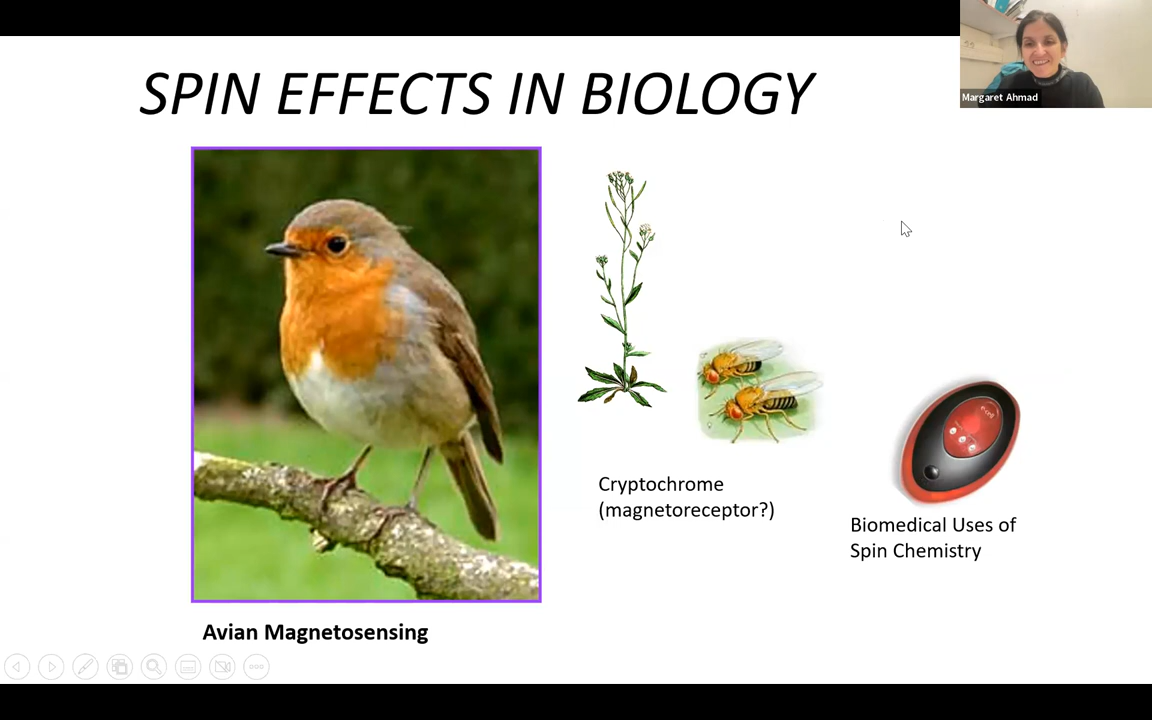 SPIN EFFECTS IN BIOLOGY
Margaret Ahmad
Cryptochrome
(magnetoreceptor?)
Biomedical Uses of
Spin Chemistry
Avian Magnetosensing